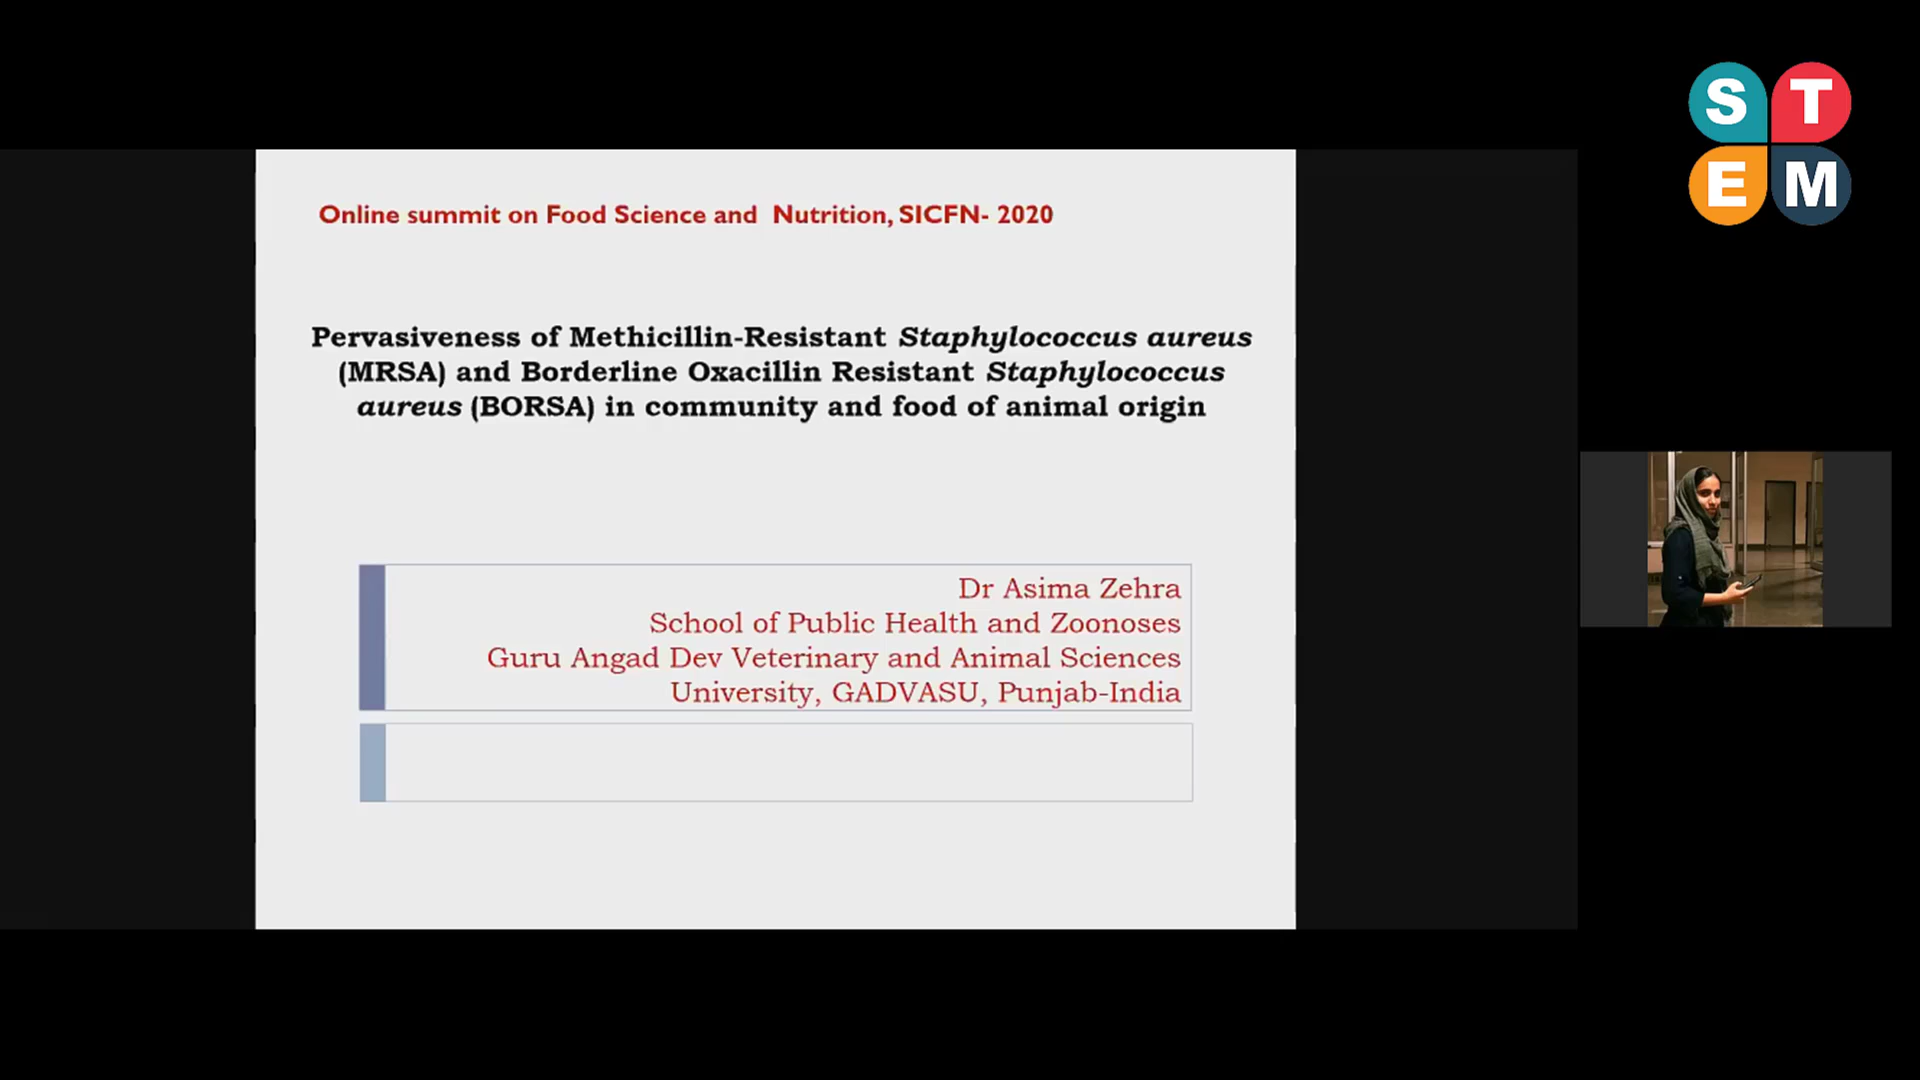 Online summit on Food Science and Nutrition, SICFN- 2020
Pervasiveness of Methicillin-Resistant Staphylococcus aureus
(MRSA) and Borderline Oxacillin Resistant Staphylococcus
aureus (BORSA) in community and food of animal origin
Dr Asima Zehra
School of Public Health and Zoonoses
Guru Angad Dev Veterinary and Animal Sciences
University, GADVASU, Punjab-India
S T
E M